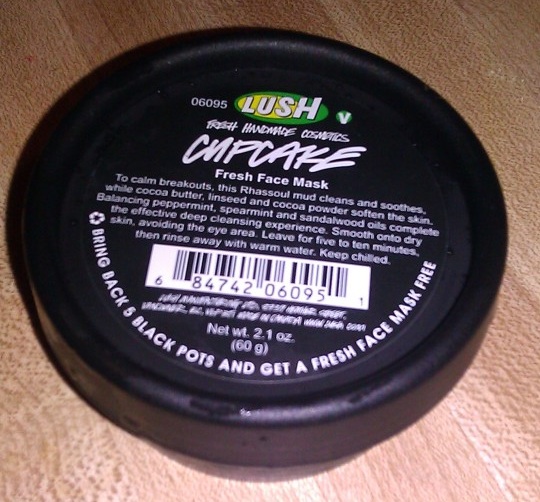 06095 LUSH V
FRESH HANDMADE COSMETICS
CUPCAKE
Fresh Face Mask
To calm breakouts, this Rhassoul mud cleans and soothes,
while cocoa butter, linseed and cocoa powder soften the skin.
Balancing peppermint, spearmint and sandalwood oils complete
the effective deep cleansing experience. Smooth onto dry
skin, avoiding the eye area. Leave for five to ten minutes,
then rinse away with warm water. Keep chilled.
6 84742 06095 1
Net wt. 2.1 oz.
(60 g)
BRING BACK 5 BLACK POTS AND GET A FRESH FACE MASK FREE